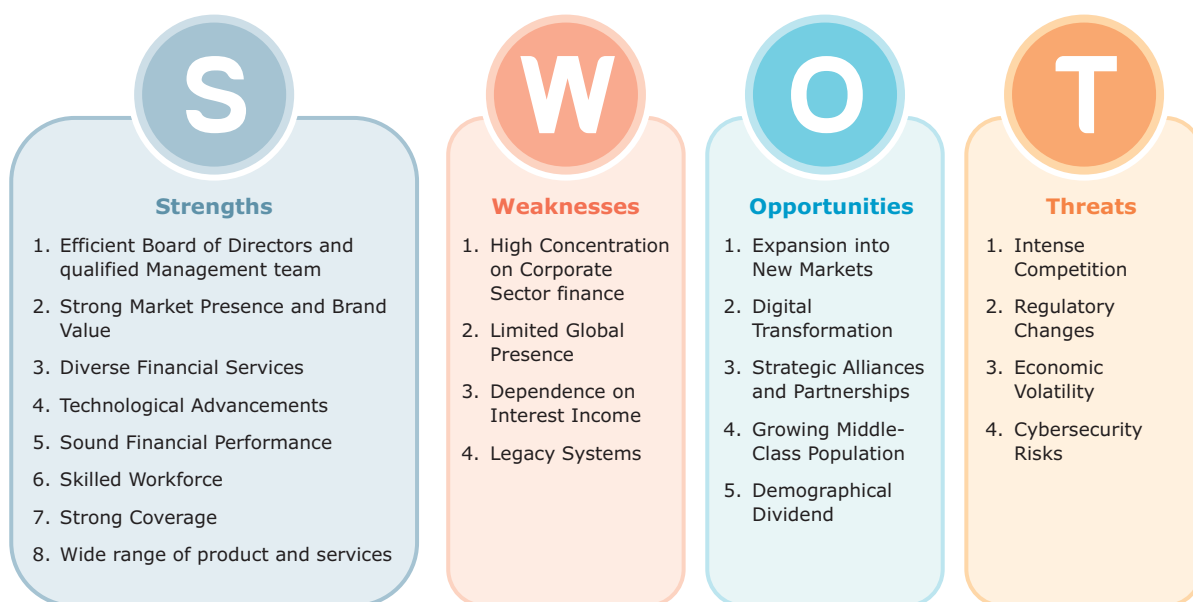 S
Strengths
1. Efficient Board of Directors and
qualified Management team
2. Strong Market Presence and Brand
Value
3. Diverse Financial Services
4. Technological Advancements
5. Sound Financial Performance
6. Skilled Workforce
7. Strong Coverage
8. Wide range of product and services
W
Weaknesses
1. High Concentration
on Corporate
Sector finance
2. Limited Global
Presence
3. Dependence on
Interest Income
4. Legacy Systems
O
Opportunities
1. Expansion into
New Markets
2. Digital
Transformation
3. Strategic Alliances
and Partnerships
4. Growing Middle-
Class Population
5. Demographical
Dividend
T
Threats
1. Intense
Competition
2. Regulatory
Changes
3. Economic
Volatility
4. Cybersecurity
Risks